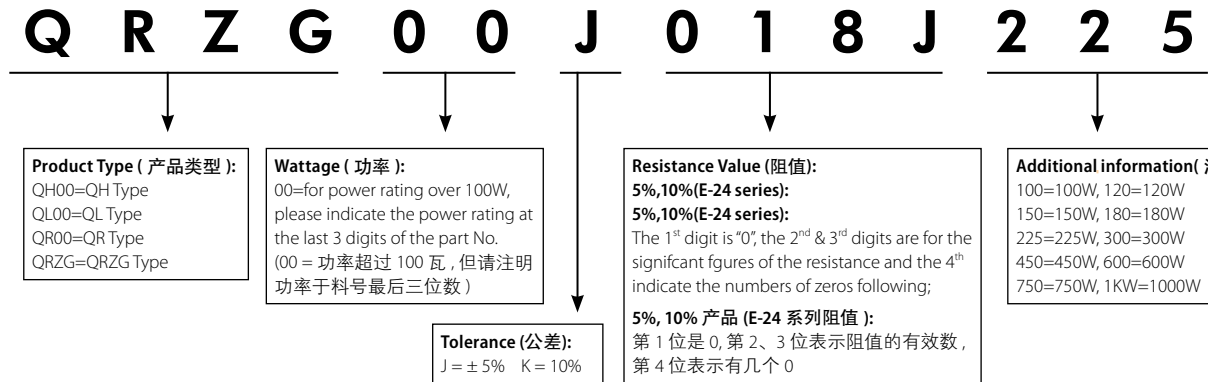 Q R Z G 0 0 J 0 1 8 J 2 2 5
Product Type ( 产品类型 ):
QH00=QH Type
QL00=QL Type
QR00=QR Type
QRZG=QRZG Type
Wattage ( 功率 ):
00=for power rating over 100W,
please indicate the power rating at
the last 3 digits of the part No.
(00 = 功率超过 100 瓦 , 但请注明
功率于料号最后三位数 )
Tolerance (公差):
J = ± 5% K = 10%
Resistance Value (阻值):
5%,10%(E-24 series):
5%,10%(E-24 series):
The 1st digit is “0”, the 2nd & 3rd digits are for the
signifcant fgures of the resistance and the 4th
indicate the numbers of zeros following;
5%, 10% 产品 (E-24 系列阻值 ):
第 1 位是 0, 第 2、3 位表示阻值的有效数 ,
第 4 位表示有几个 0
Additional information(
100=100W, 120=120W
150=150W, 180=180W
225=225W, 300=300W
450=450W, 600=600W
750=750W, 1KW=1000W